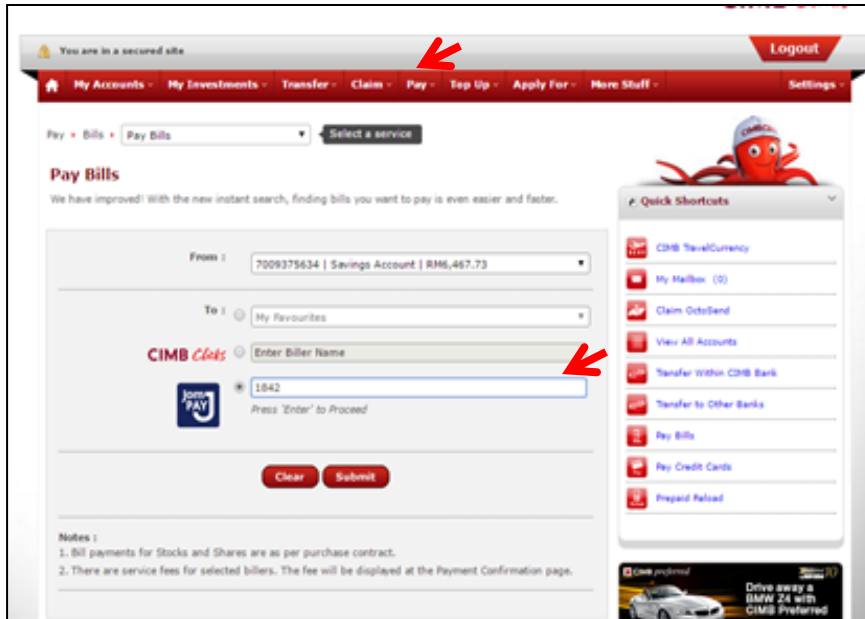 You are in a secured site
Logout
My Accounts
My Investments
Transfer
Claim
Pay
Top Up
Apply For
More Stuff
Settings
Pay
Bills
Pay Bills
Select a service
Pay Bills
We have improved! With the new instant search, finding bills you want to pay is even easier and faster.
From :
7009375634 | Savings Account | RM6,467.73
To :
My Favourites
CIMB Clicks
Enter Biller Name
Jom PAY
1842
Press 'Enter' to Proceed
Clear
Submit
Notes :
1. Bill payments for Stocks and Shares are as per purchase contract.
2. There are service fees for selected billers. The fee will be displayed at the Payment Confirmation page.
Quick Shortcuts
CIMB TravelCurrency
My Mailbox (0)
Claim OctoSend
View All Accounts
Transfer Within CIMB Bank
Transfer to Other Banks
Pay Bills
Pay Credit Cards
Prepaid Reload
CIMB preferred
Drive away a
BMW Z4 with
CIMB Preferred